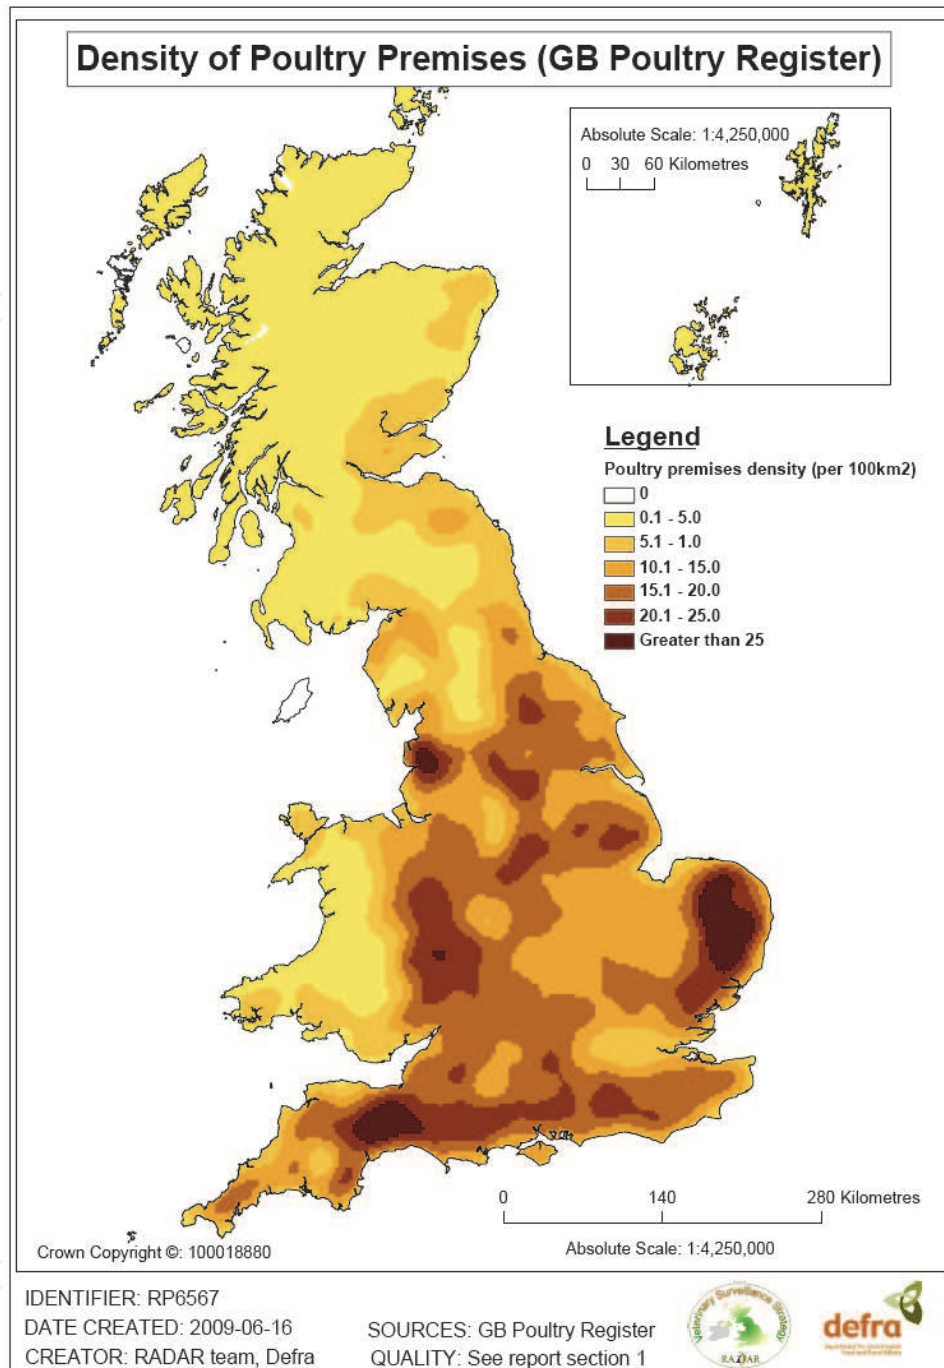 Density of Poultry Premises (GB Poultry Register)
Absolute Scale: 1:4,250,000
0 30 60 Kilometres
Legend
Poultry premises density (per 100km2)
0
0.1 - 5.0
5.1 - 1.0
10.1 - 15.0
15.1 - 20.0
20.1 - 25.0
Greater than 25
0 140 280 Kilometres
Absolute Scale: 1:4,250,000
Crown Copyright ©: 100018880
IDENTIFIER: RP6567
DATE CREATED: 2009-06-16
CREATOR: RADAR team, Defra
SOURCES: GB Poultry Register
QUALITY: See report section 1
Veterinary Surveillance Strategy
RADAR
defra